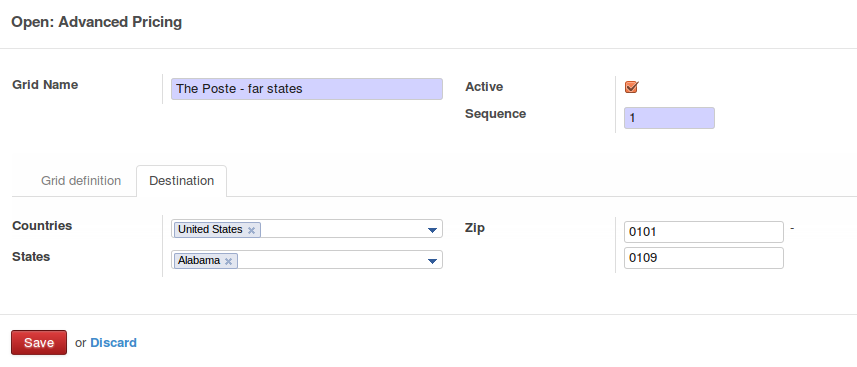 Open: Advanced Pricing
Grid Name
The Poste - far states
Active
Sequence
1
Grid definition
Destination
Countries
United States ×
Zip
0101 -
States
Alabama ×
0109
Save or Discard